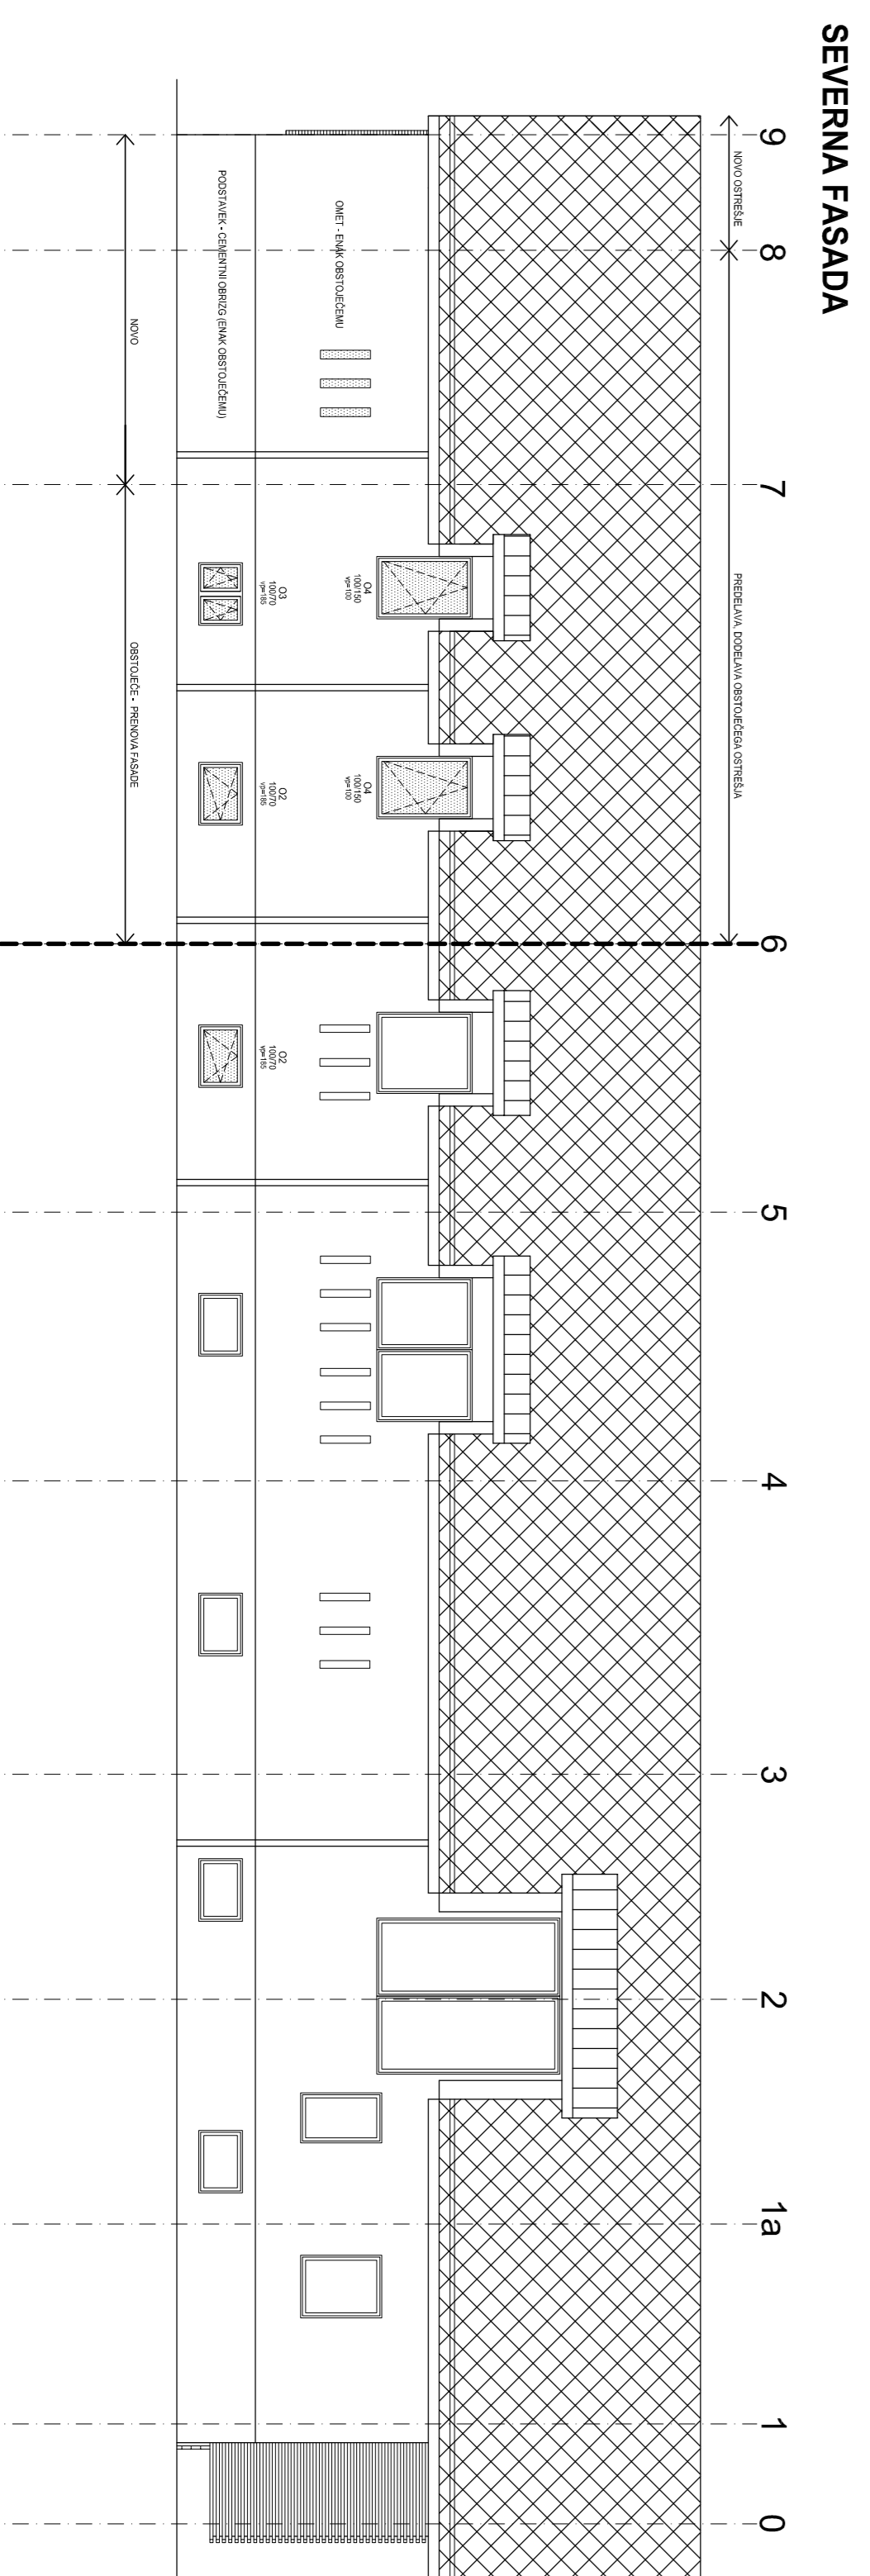 SEVERNA FASADA
9
8
7
6
5
4
3
2
1a
1
0
NOVO OSTREŠJE
PREDELAVA, DODELAVA OBSTOJEČEGA OSTREŠJA
OMET - ENAK OBSTOJEČEMU
O4
100/150
vp=100
O4
100/150
vp=100
PODSTAVEK - CEMENTNI OBRIZG (ENAK OBSTOJEČEMU)
O3
100/70
vp=185
O2
100/70
vp=185
O2
100/70
vp=185
NOVO
OBSTOJEČE - PRENOVA FASADE